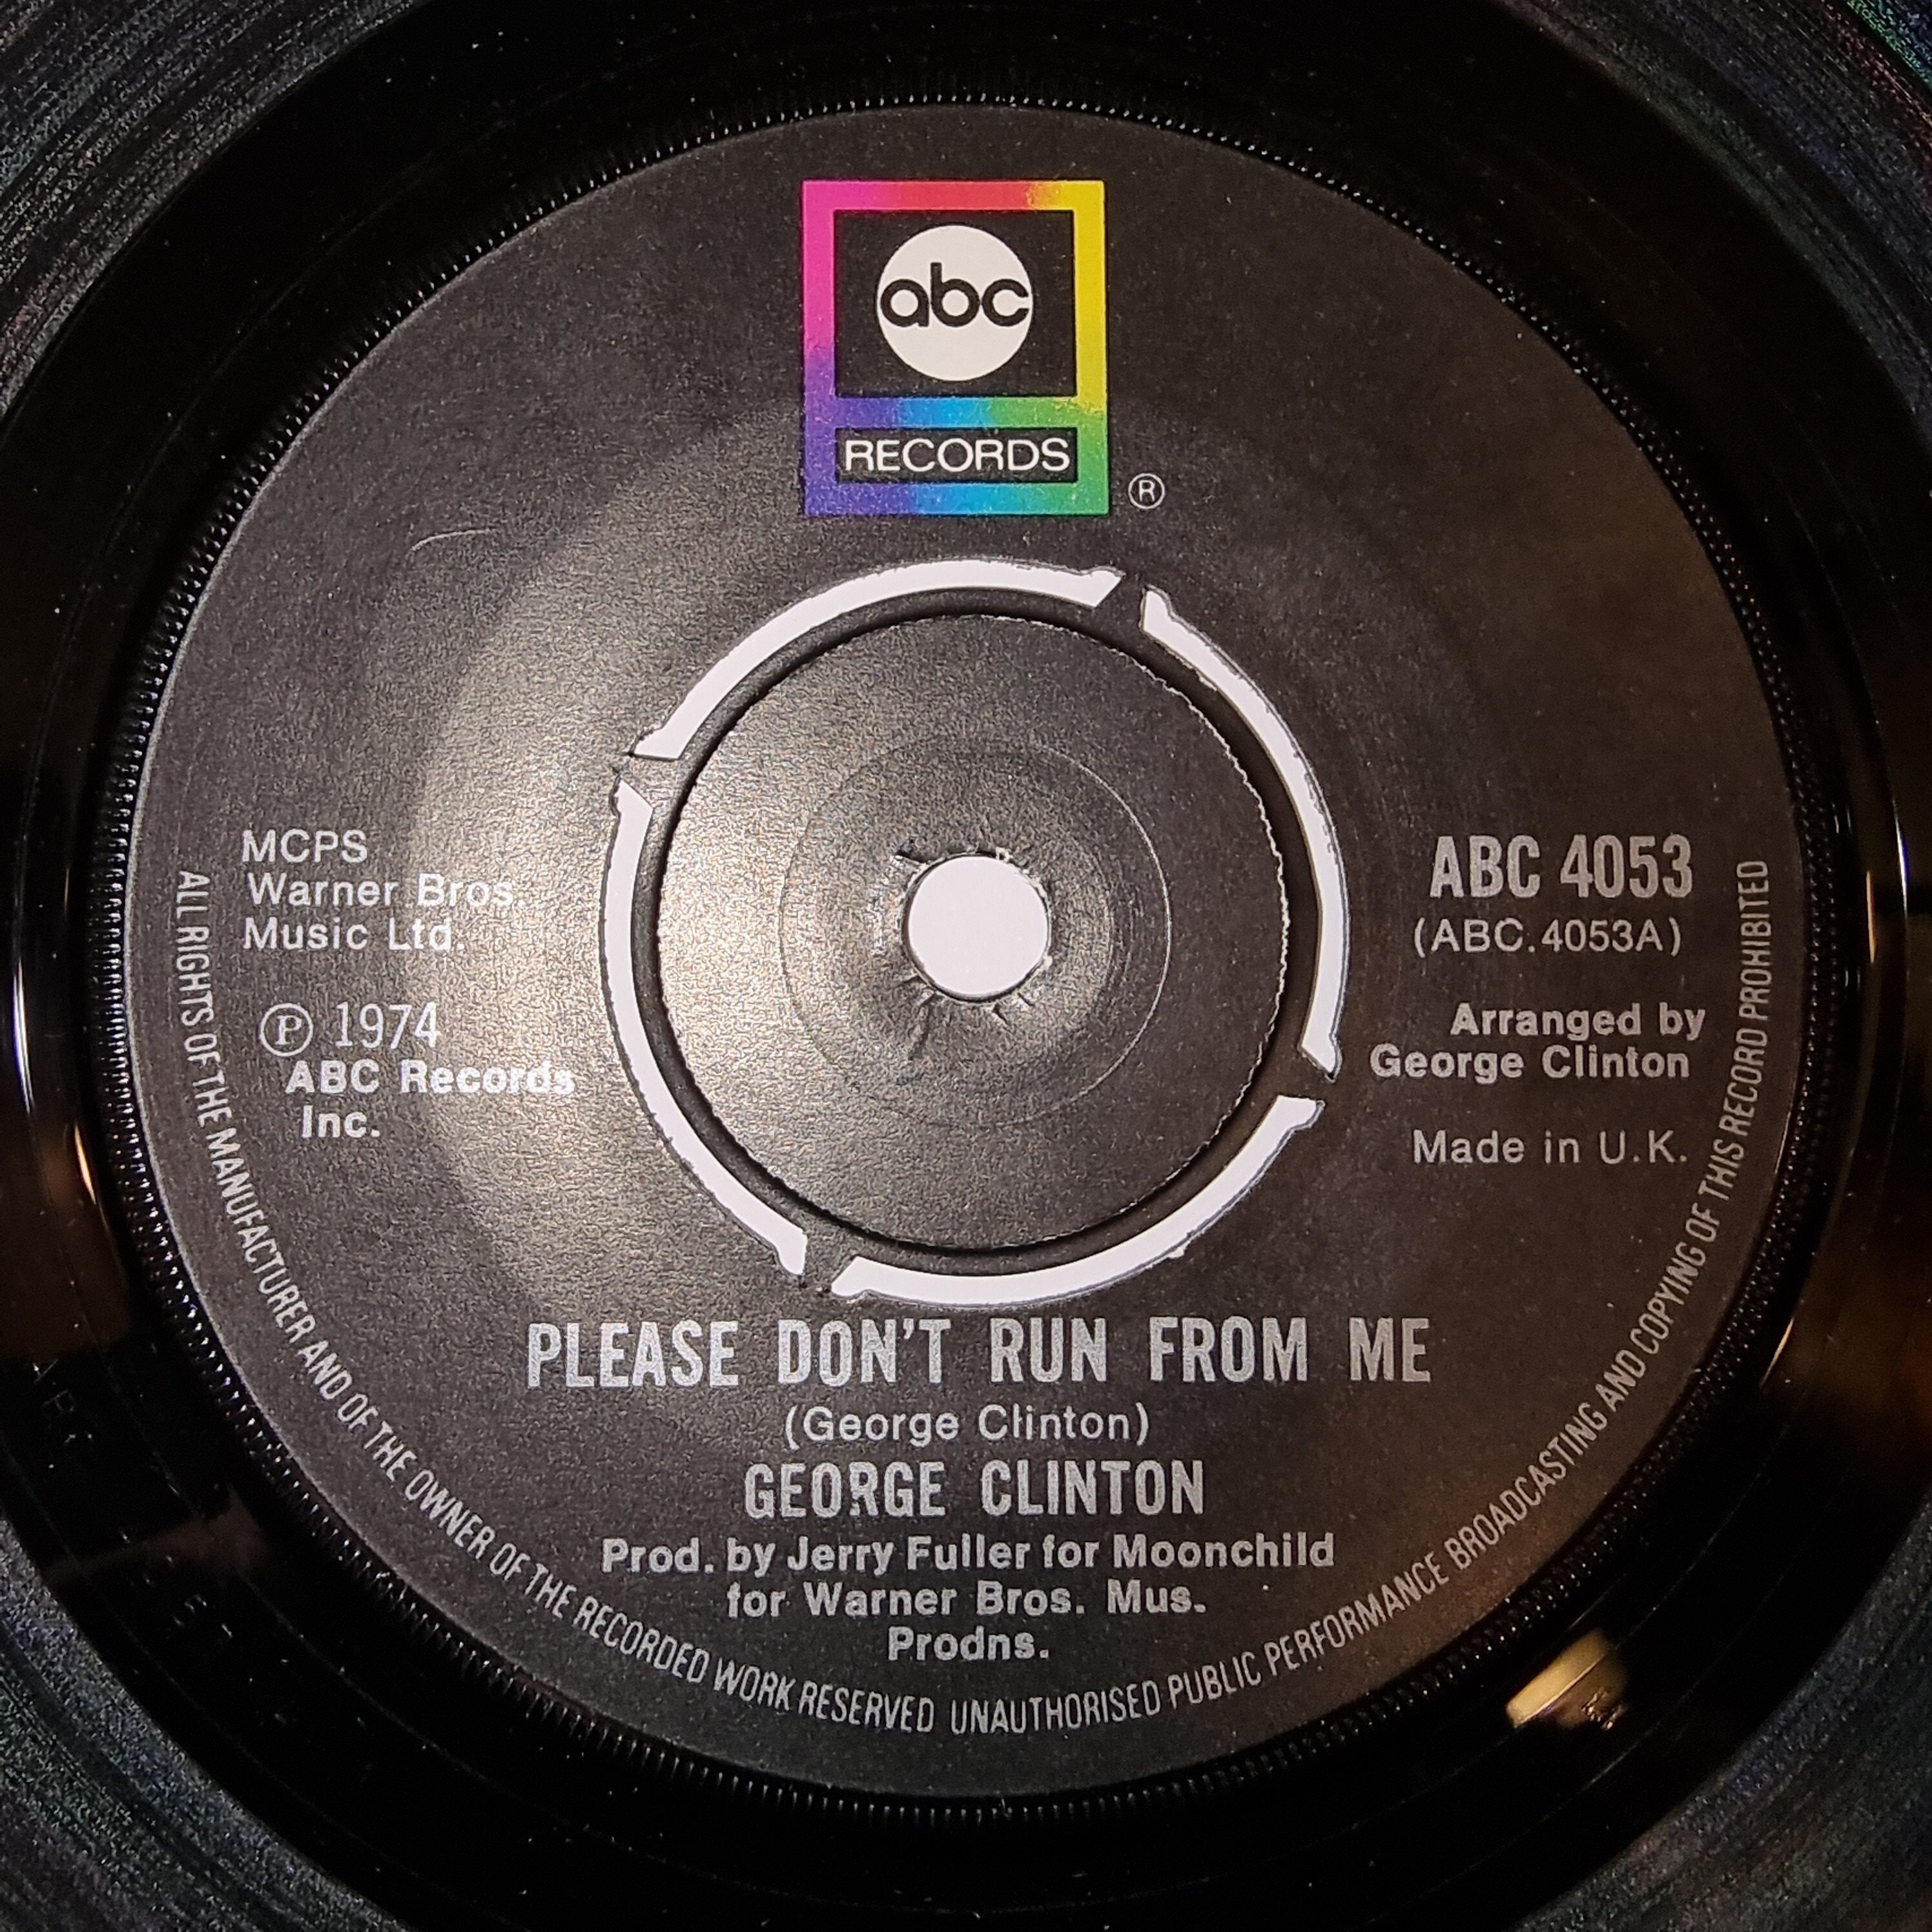 abc
RECORDS
®
MCPS
Warner Bros.
Music Ltd.
℗ 1974
ABC Records
Inc.
ABC 4053
(ABC.4053A)
Arranged by
George Clinton
Made in U.K.
PLEASE DON'T RUN FROM ME
(George Clinton)
GEORGE CLINTON
Prod. by Jerry Fuller for Moonchild
for Warner Bros. Mus.
Prodns.
ALL RIGHTS OF THE MANUFACTURER AND OF THE OWNER OF THE RECORDED WORK RESERVED UNAUTHORISED PUBLIC PERFORMANCE BROADCASTING AND COPYING OF THIS RECORD PROHIBITED